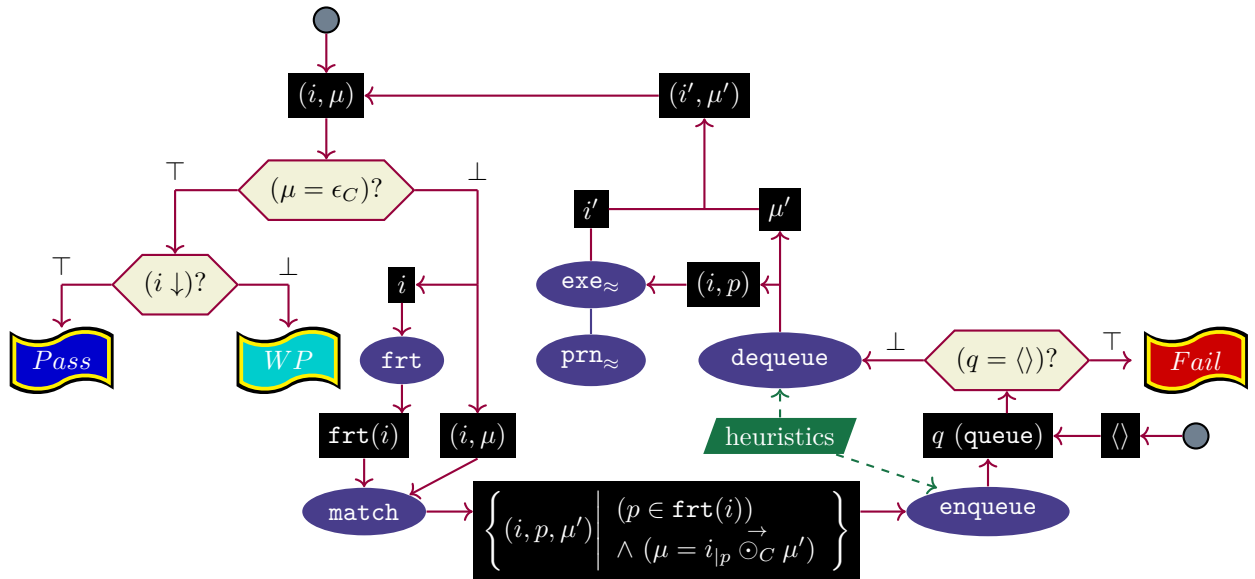 (i, μ)
(i′, μ′)
⊤
(μ = ϵ_C)?
⊥
i′
μ′
⊤
(i ↓)?
⊥
i
exe≈
(i, p)
Pass
WP
frt
prn≈
dequeue
⊥
(q = ⟨⟩)?
⊤
Fail
frt(i)
(i, μ)
heuristics
q (queue)
⟨⟩
match
{(i, p, μ′) | (p ∈ frt(i))
∧ (μ = i_{|p} ⊙⃗_C μ′)}
enqueue